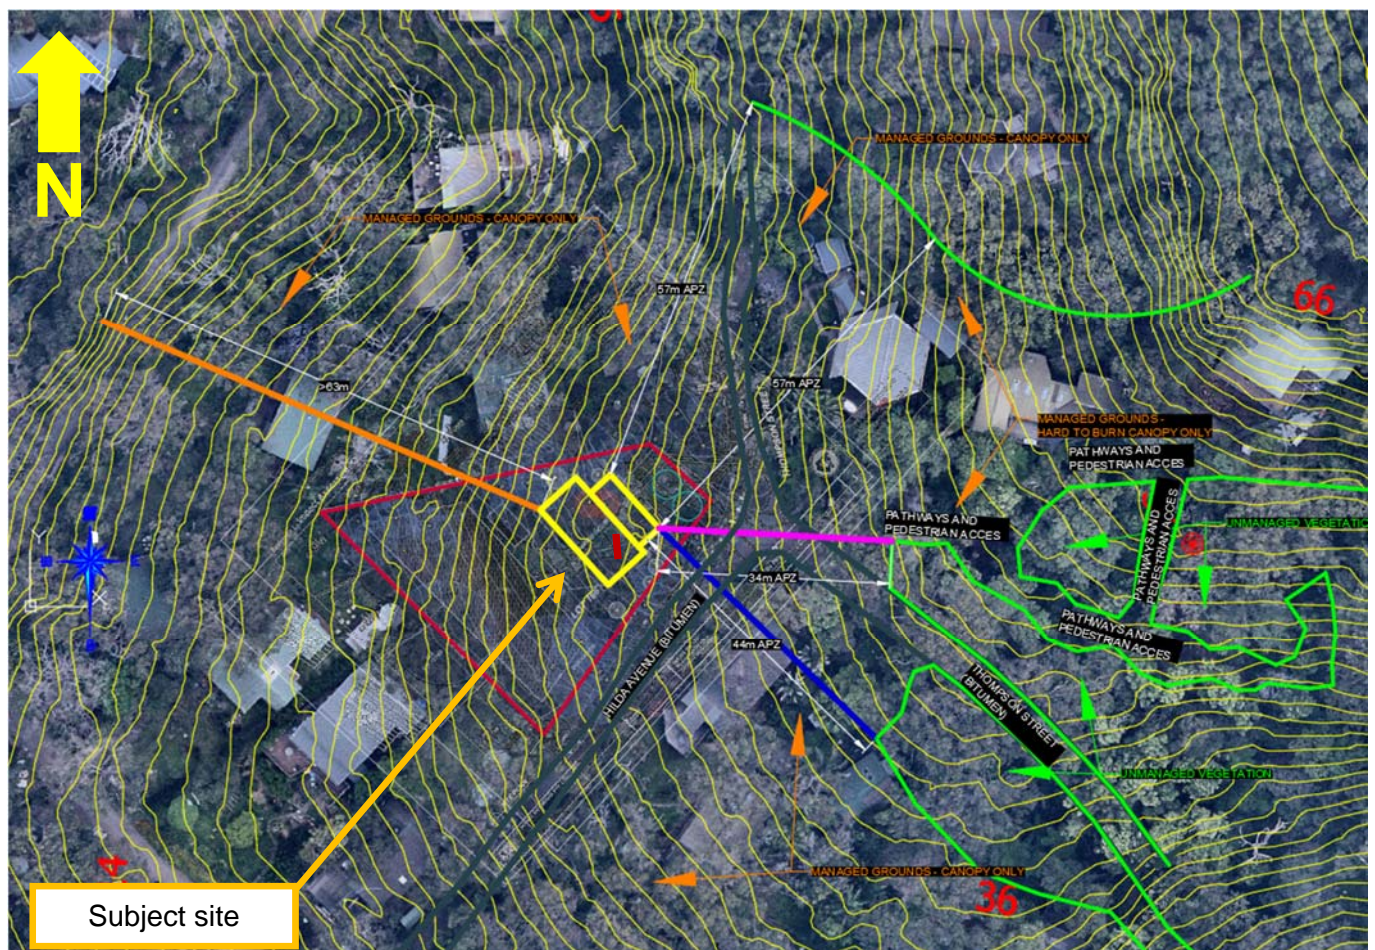 N
MANAGED GROUNDS - CANOPY ONLY
MANAGED GROUNDS - CANOPY ONLY
57m APZ
66
>63m
57m APZ
MANAGED GROUNDS -
HARD TO BURN CANOPY ONLY
PATHWAYS AND
PEDESTRIAN ACCES
PATHWAYS AND
PEDESTRIAN ACCES
PATHWAYS AND
PEDESTRIAN ACCES
UNMANAGED VEGETATIO
34m APZ
HILDA AVENUE (BITUMEN)
PATHWAYS AND
PEDESTRIAN ACCES
44m APZ
THOMPSON STREET
(BITUMEN)
UNMANAGED VEGETATION
MANAGED GROUNDS - CANOPY ONLY
36
Subject site